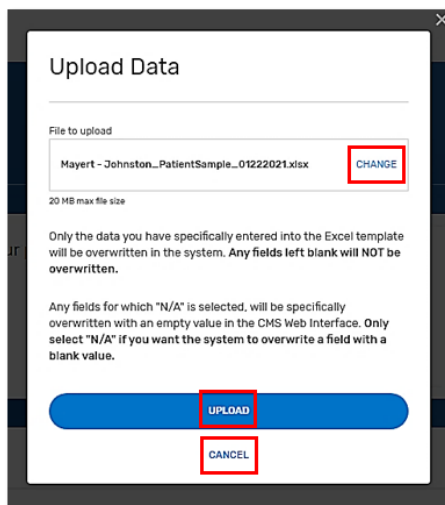 Upload Data
File to upload
Mayert - Johnston_PatientSample_01222021.xlsx CHANGE
20 MB max file size
Only the data you have specifically entered into the Excel template
will be overwritten in the system. Any fields left blank will NOT be
overwritten.
Any fields for which "N/A" is selected, will be specifically
overwritten with an empty value in the CMS Web Interface. Only
select "N/A" if you want the system to overwrite a field with a
blank value.
UPLOAD
CANCEL